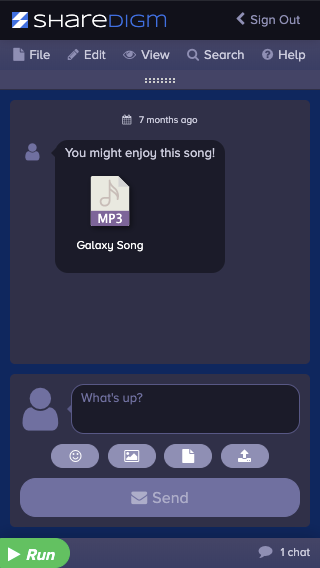 SHAREDIGM
Sign Out
File Edit View Search Help
7 months ago
You might enjoy this song!
MP3
Galaxy Song
What's up?
Send
Run
1 chat